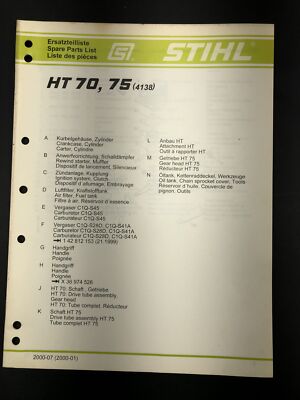 Ersatzteilliste
Spare Parts List
Liste des pièces
STIHL
HT 70, 75 (4138)
A Kurbelgehäuse, Zylinder
Crankcase, Cylinder
Carter, Cylindre
B Anwerfvorrichtung, Schalldämpfer
Rewind starter, Muffler
Dispositif de lancement, Silencieux
C Zündanlage, Kupplung
Ignition system, Clutch
Dispositif d'allumage, Embrayage
D Luftfilter, Kraftstofftank
Air filter, Fuel tank
Filtre à air, Réservoir d'essence
E Vergaser C1Q-S45
Carburetor C1Q-S45
Carburateur C1Q-S45
F Vergaser C1Q-S24D, C1Q-S41A
Carburetor C1Q-S28D, C1Q-S41A
Carburateur C1Q-S28D, C1Q-S41A
1 42 812 153 (21.1999)
G Handgriff
Handle
Poignée
H Handgriff
Handle
Poignée
X 36 974 526
J HT 70: Schaft, Getriebe
HT 70: Drive tube assembly,
Gear head
HT 70: Tube complet, Réducteur
K Schaft HT 75
Drive tube assembly HT 75
Tube complet HT 75
L Anbau HT
Attachment HT
Outil à rapporter HT
M Getriebe HT 75
Gear head HT 75
Réducteur HT 75
N Öltank, Kettenraddeckel, Werkzeuge
Oil tank, Chain sprocket cover, Tools
Réservoir d'huile, Couvercle de
pignon, Outils
2000-07 (2000-01)